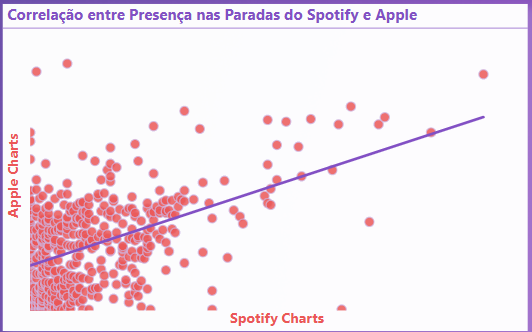 Correlação entre Presença nas Paradas do Spotify e Apple
Apple Charts
Spotify Charts